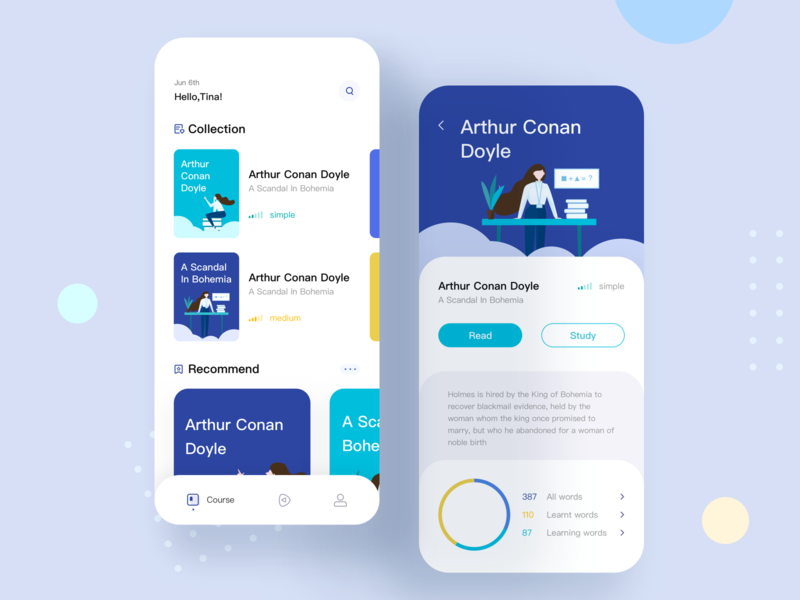 Jun 6th
Hello,Tina!
Collection
Arthur
Conan
Doyle
Arthur Conan Doyle
A Scandal In Bohemia
simple
A Scandal
In Bohemia
Arthur Conan Doyle
A Scandal In Bohemia
medium
Recommend
Arthur Conan
Doyle
A Sca
Bohe
Course
Arthur Conan
Doyle
■ + ▲ = ?
Arthur Conan Doyle
simple
A Scandal In Bohemia
Read
Study
Holmes is hired by the King of Bohemia to
recover blackmail evidence, held by the
woman whom the king once promised to
marry, but who he abandoned for a woman of
noble birth
387 All words
110 Learnt words
87 Learning words